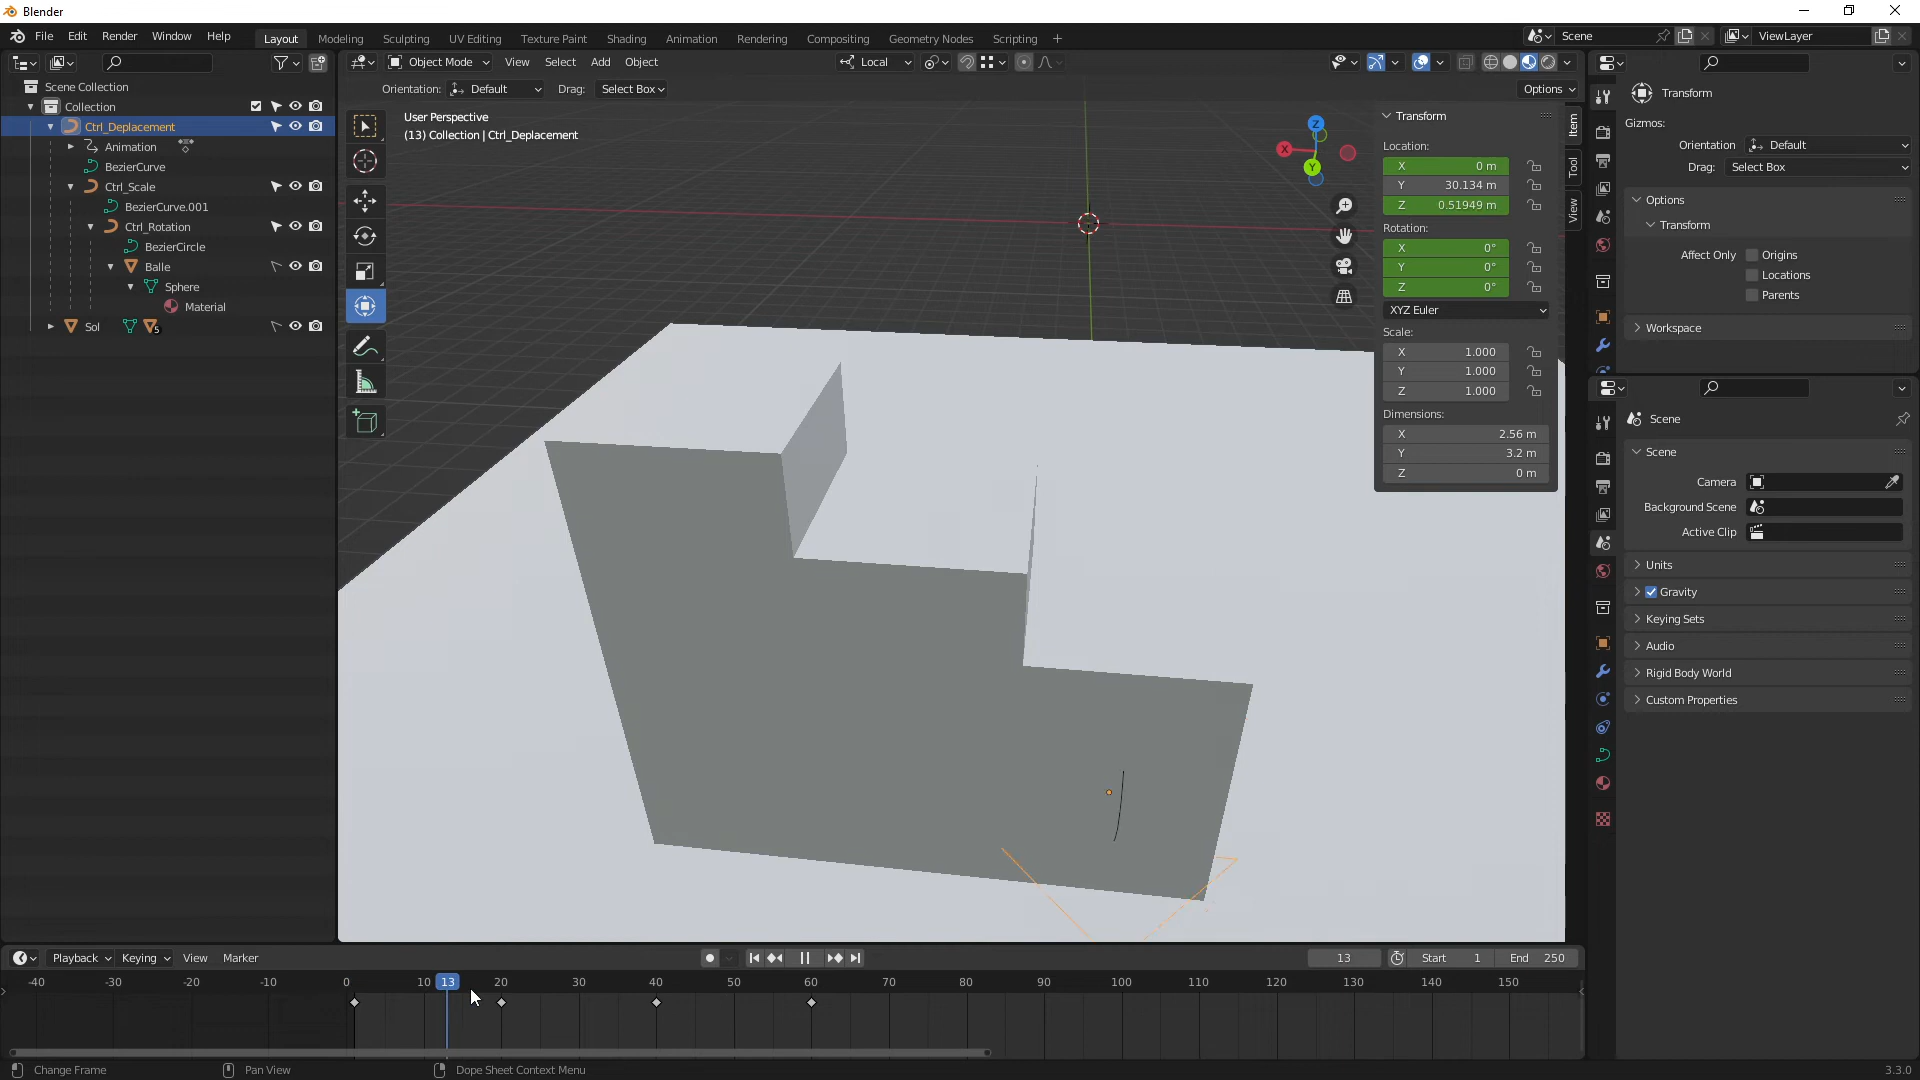 Blender
File Edit Render Window Help
Layout Modeling Sculpting UV Editing Texture Paint Shading Animation Rendering Compositing Geometry Nodes Scripting +
Scene
ViewLayer
Object Mode View Select Add Object
Local
Orientation: Default Drag: Select Box
Options
Scene Collection
Collection
Ctrl_Deplacement
Animation
BezierCurve
Ctrl_Scale
BezierCurve.001
Ctrl_Rotation
BezierCircle
Balle
Sphere
Material
Sol 5
User Perspective
(13) Collection | Ctrl_Deplacement
Z
X
Y
Transform
Location:
X 0 m
Y 30.134 m
Z 0.51949 m
Rotation:
X 0°
Y 0°
Z 0°
XYZ Euler
Scale:
X 1.000
Y 1.000
Z 1.000
Dimensions:
X 2.56 m
Y 3.2 m
Z 0 m
Item
Tool
View
Transform
Gizmos:
Orientation Default
Drag: Select Box
Options
Transform
Affect Only Origins
Locations
Parents
Workspace
Scene
Scene
Camera
Background Scene
Active Clip
Units
Gravity
Keying Sets
Audio
Rigid Body World
Custom Properties
Playback Keying View Marker
13
Start 1 End 250
-40 -30 -20 -10 0 10 13 20 30 40 50 60 70 80 90 100 110 120 130 140 150
Change Frame
Pan View
Dope Sheet Context Menu
3.3.0